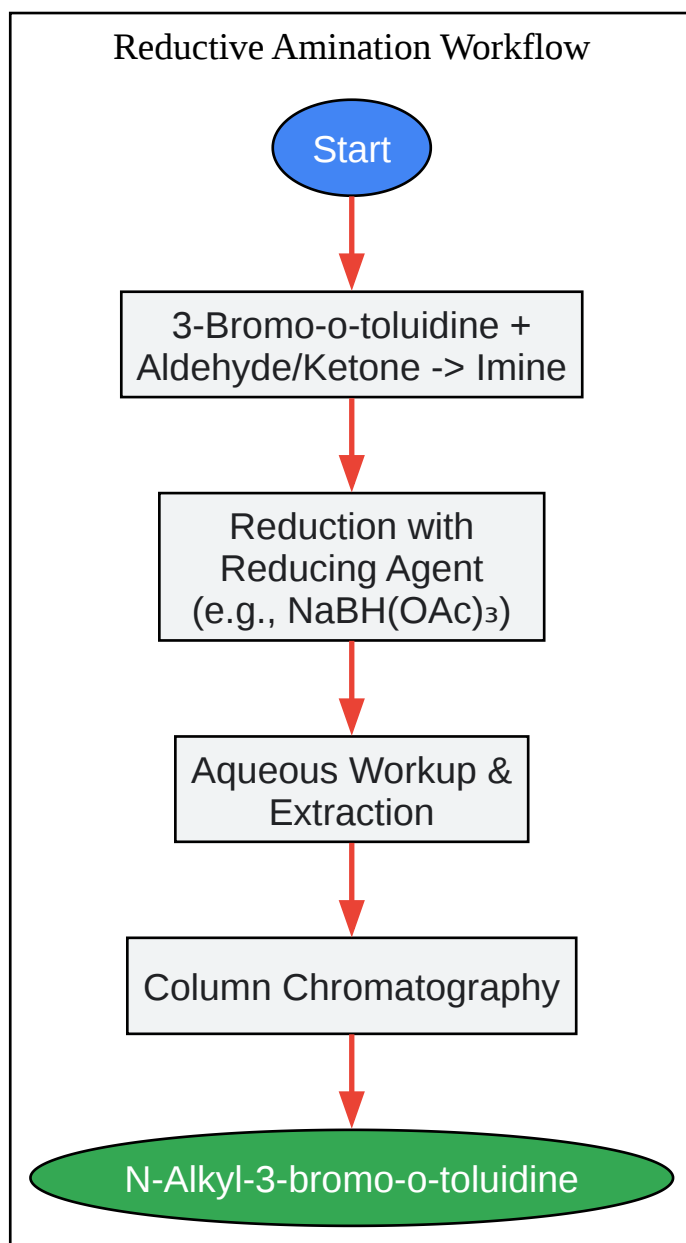 Reductive Amination Workflow
Start
3-Bromo-o-toluidine +
Aldehyde/Ketone -> Imine
Reduction with
Reducing Agent
(e.g., NaBH(OAc)₃)
Aqueous Workup &
Extraction
Column Chromatography
N-Alkyl-3-bromo-o-toluidine